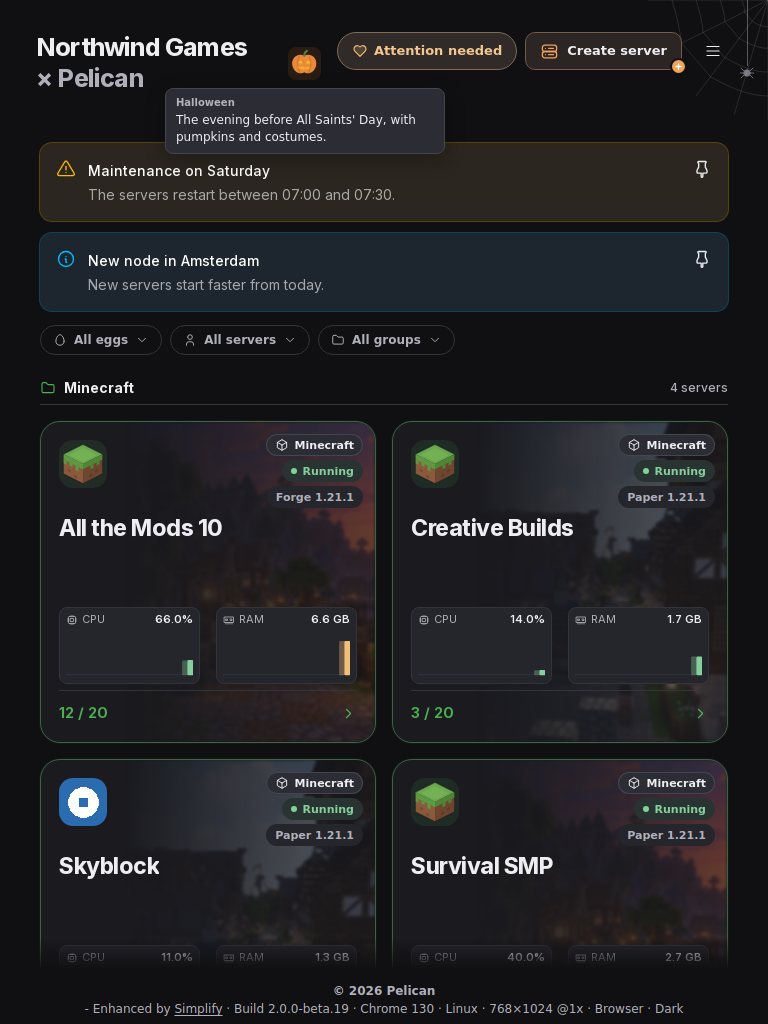 Northwind Games
× Pelican
Attention needed
Create server
Halloween
The evening before All Saints' Day, with
pumpkins and costumes.
Maintenance on Saturday
The servers restart between 07:00 and 07:30.
New node in Amsterdam
New servers start faster from today.
All eggs
All servers
All groups
Minecraft
4 servers
Minecraft
Running
Forge 1.21.1
All the Mods 10
CPU 66.0%
RAM 6.6 GB
12 / 20
Minecraft
Running
Paper 1.21.1
Creative Builds
CPU 14.0%
RAM 1.7 GB
3 / 20
Minecraft
Running
Paper 1.21.1
Skyblock
CPU 11.0%
RAM 1.3 GB
Minecraft
Running
Paper 1.21.1
Survival SMP
CPU 40.0%
RAM 2.7 GB
© 2026 Pelican
- Enhanced by Simplify · Build 2.0.0-beta.19 · Chrome 130 · Linux · 768×1024 @1x · Browser · Dark